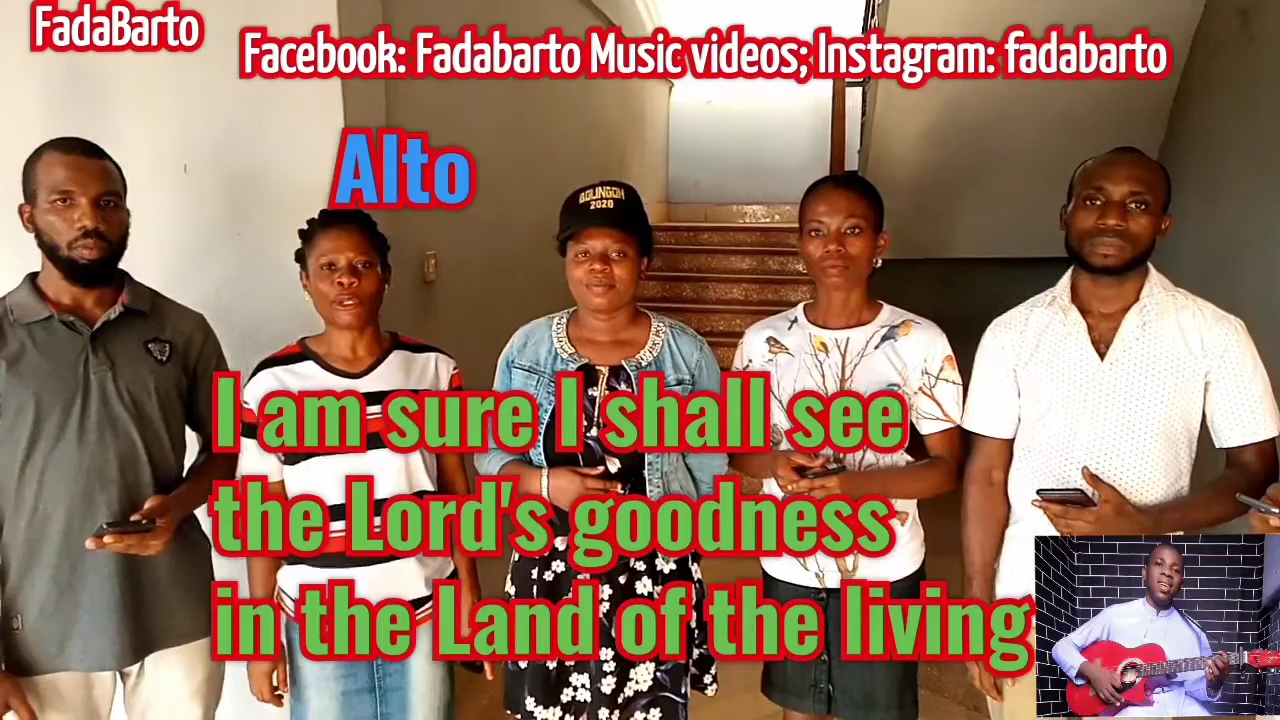 FadaBarto
Facebook: Fadabarto Music videos; Instagram: fadabarto
Alto
2020
I am sure I shall see
the Lord's goodness
in the Land of the living